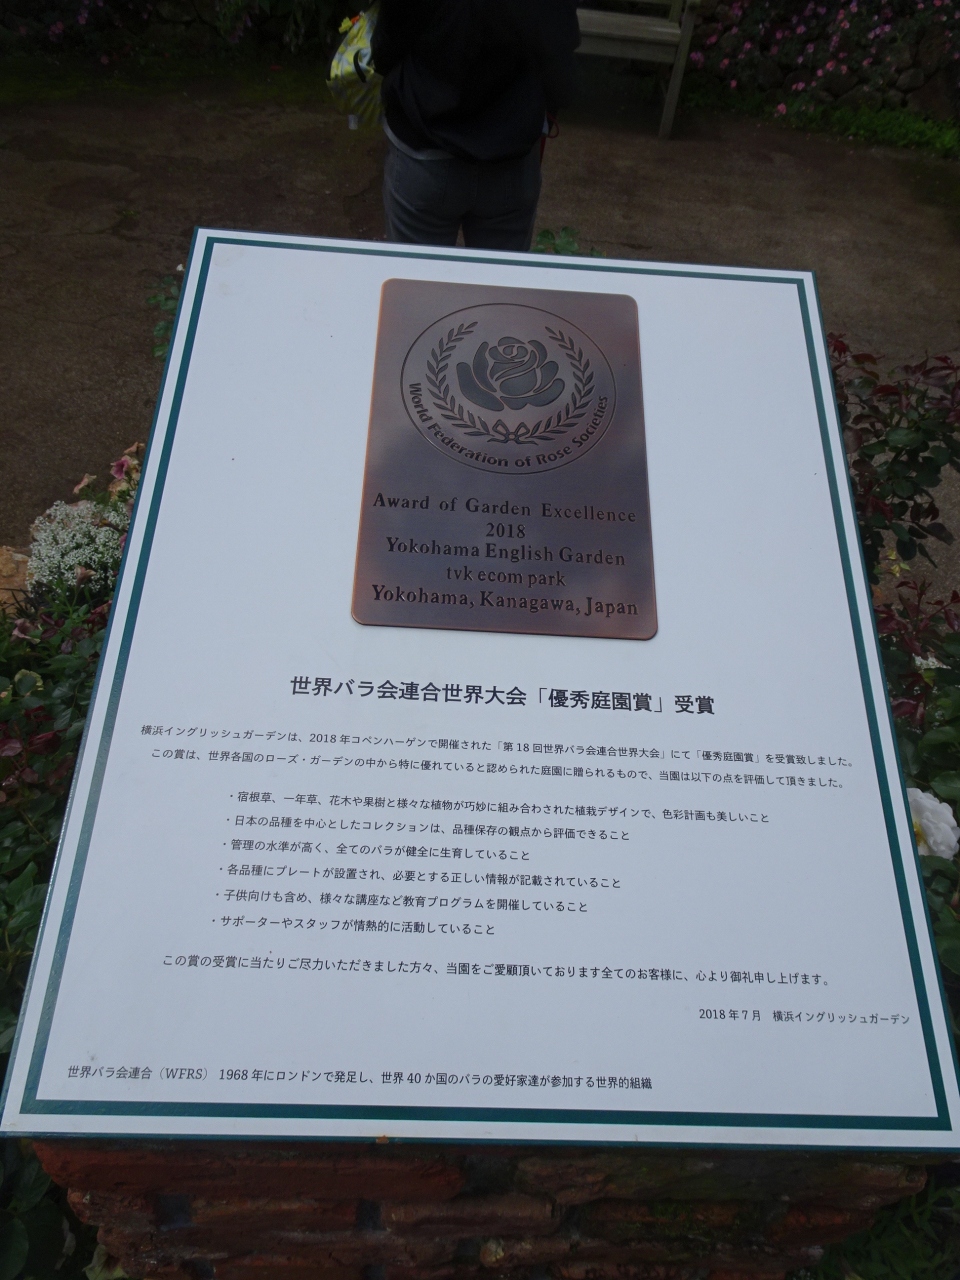 World Federation of Rose Societies
Award of Garden Excellence
2018
Yokohama English Garden
tvk ecom park
Yokohama, Kanagawa, Japan
世界バラ会連合世界大会「優秀庭園賞」受賞
横浜イングリッシュガーデンは、2018年コペンハーゲンで開催された「第18回世界バラ会連合世界大会」にて「優秀庭園賞」を受賞致しました。
この賞は、世界各国のローズ・ガーデンの中から特に優れていると認められた庭園に贈られるもので、当園は以下の点を評価して頂きました。
・宿根草、一年草、花木や果樹と様々な植物が巧妙に組み合わされた植栽デザインで、色彩計画も美しいこと
・日本の品種を中心としたコレクションは、品種保存の観点から評価できること
・管理の水準が高く、全てのバラが健全に生育していること
・各品種にプレートが設置され、必要とする正しい情報が記載されていること
・子供向けも含め、様々な講座など教育プログラムを開催していること
・サポーターやスタッフが情熱的に活動していること
この賞の受賞に当たりご尽力いただきました方々、当園をご愛顧頂いております全てのお客様に、心より御礼申し上げます。
2018年7月 横浜イングリッシュガーデン
世界バラ会連合（WFRS） 1968年にロンドンで発足し、世界40か国のバラの愛好家達が参加する世界的組織